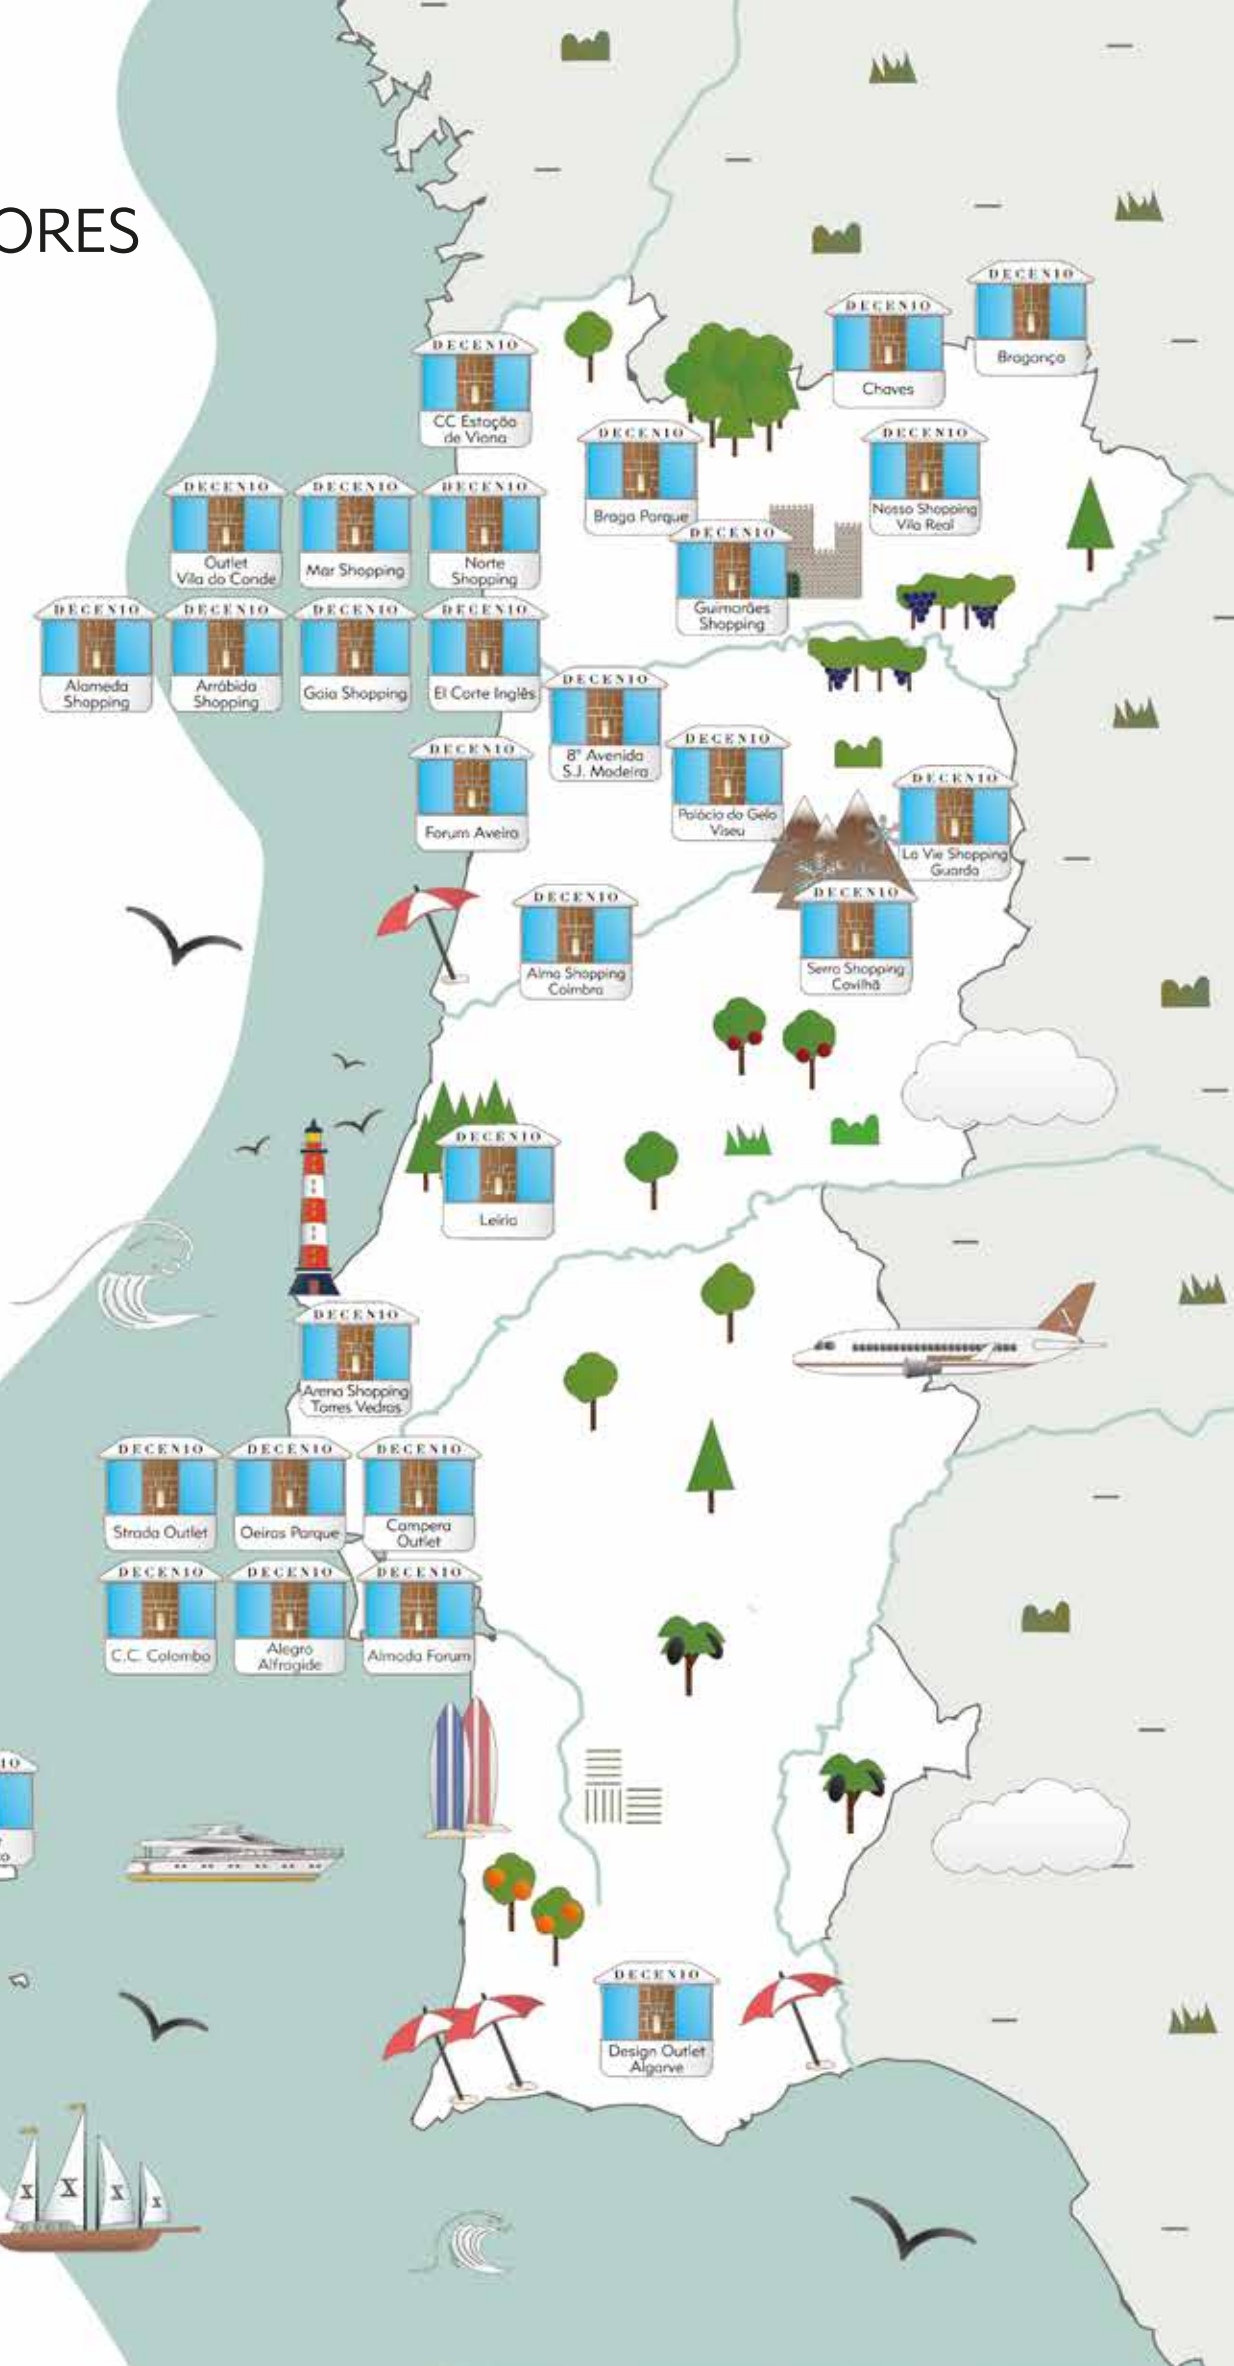 ORES
DECENIO
Bragança
DECENIO
Chaves
DECENIO
CC Estação
de Viana
DECENIO
Braga Parque
DECENIO
Nosso Shopping
Vila Real
DECENIO
Outlet
Vila do Conde
DECENIO
Mar Shopping
DECENIO
Norte
Shopping
DECENIO
Guimarães
Shopping
DECENIO
Alameda
Shopping
DECENIO
Arrábida
Shopping
DECENIO
Gaia Shopping
DECENIO
El Corte Inglês
DECENIO
8ª Avenida
S.J. Madeira
DECENIO
Palácio do Gelo
Viseu
DECENIO
Forum Aveiro
DECENIO
La Vie Shopping
Guarda
DECENIO
Alma Shopping
Coimbra
DECENIO
Serra Shopping
Covilhã
DECENIO
Leiria
DECENIO
Arena Shopping
Torres Vedras
DECENIO
Strada Outlet
DECENIO
Oeiras Parque
DECENIO
Campera
Outlet
DECENIO
C.C. Colombo
DECENIO
Alegro
Alfragide
DECENIO
Almada Forum
IO
DECENIO
Design Outlet
Algarve
X
X
X
X